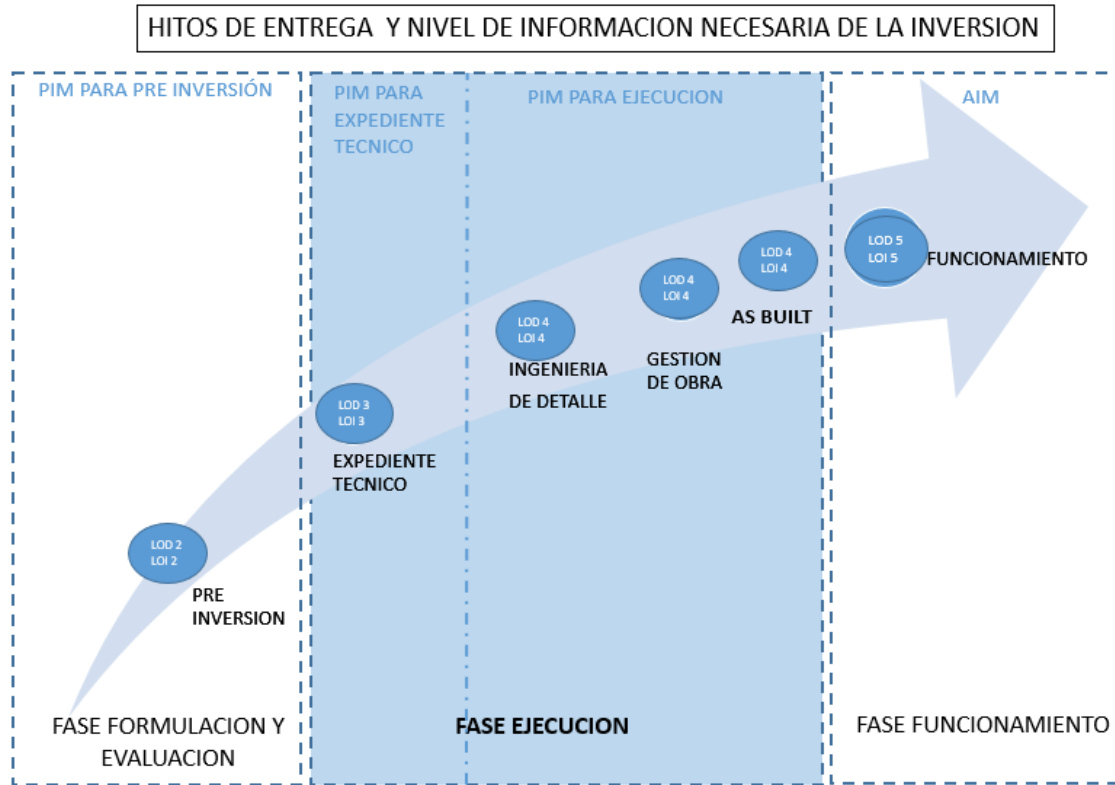 HITOS DE ENTREGA Y NIVEL DE INFORMACION NECESARIA DE LA INVERSION
PIM PARA PRE INVERSIÓN
PIM PARA
EXPEDIENTE
TECNICO
PIM PARA EJECUCION
AIM
LOD 5
LOI 5
FUNCIONAMIENTO
LOD 4
LOI 4
AS BUILT
LOD 4
LOI 4
GESTION
DE OBRA
LOD 4
LOI 4
INGENIERIA
DE DETALLE
LOD 3
LOI 3
EXPEDIENTE
TECNICO
LOD 2
LOI 2
PRE
INVERSION
FASE FORMULACION Y
EVALUACION
FASE EJECUCION
FASE FUNCIONAMIENTO